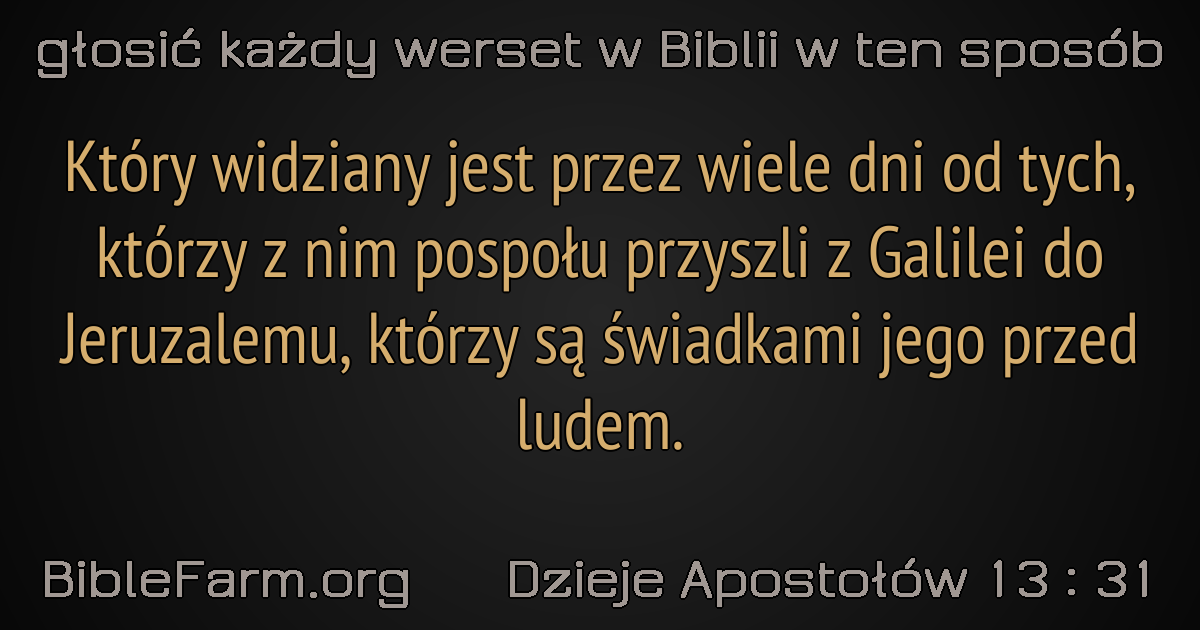 głosić każdy werset w Biblii w ten sposób
Który widziany jest przez wiele dni od tych,
którzy z nim pospołu przyszli z Galilei do
Jeruzalemu, którzy są świadkami jego przed
ludem.
BibleFarm.org Dzieje Apostołów 13 : 31